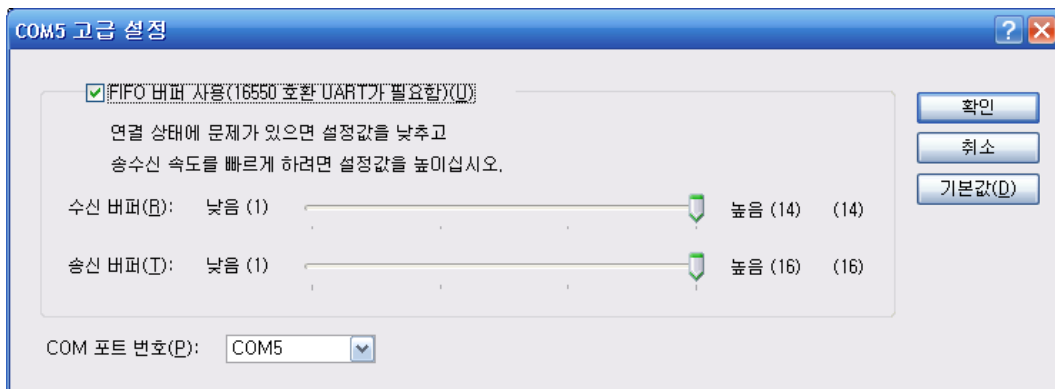 COM5 고급 설정
FIFO 버퍼 사용(16550 호환 UART가 필요함)(U)
연결 상태에 문제가 있으면 설정값을 낮추고
송수신 속도를 빠르게 하려면 설정값을 높이십시오.
확인
취소
기본값(D)
수신 버퍼(R): 낮음 (1) 높음 (14) (14)
송신 버퍼(T): 낮음 (1) 높음 (16) (16)
COM 포트 번호(P): COM5